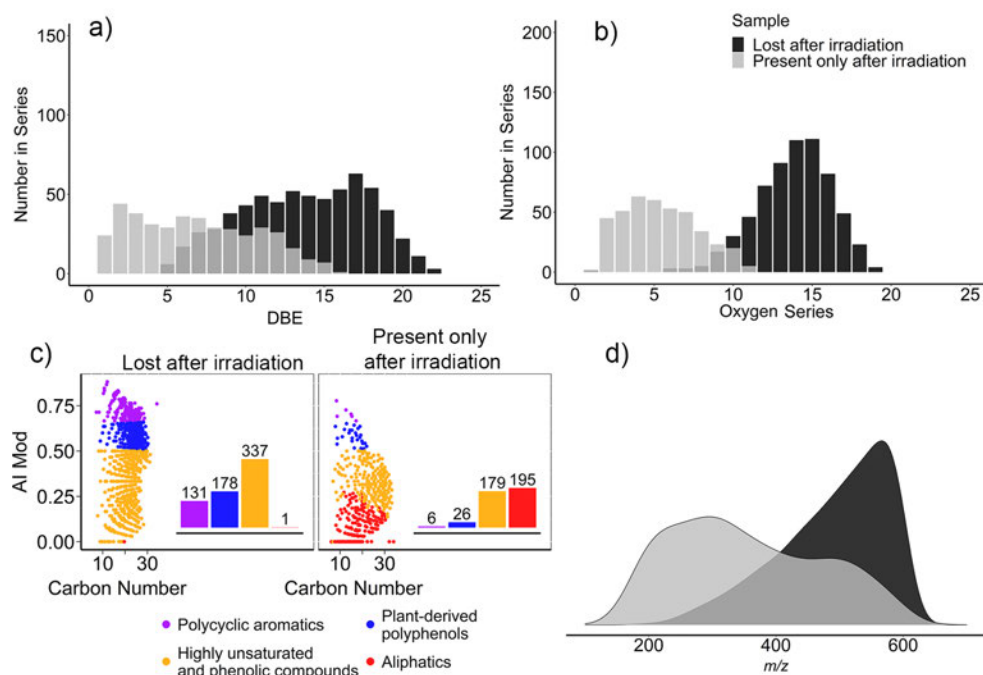 a)
150
100
50
0
Number in Series
0 5 10 15 20 25
DBE
b)
Sample
Lost after irradiation
Present only after irradiation
200
150
100
50
0
Number in Series
0 5 10 15 20 25
Oxygen Series
c)
Lost after irradiation
Present only
after irradiation
AI Mod
0.75
0.50
0.25
0.00
131 178 337 1
6 26 179 195
10 30
10 30
Carbon Number
Carbon Number
Polycyclic aromatics
Plant-derived
polyphenols
Highly unsaturated
and phenolic compounds
Aliphatics
d)
200 400 600
m/z